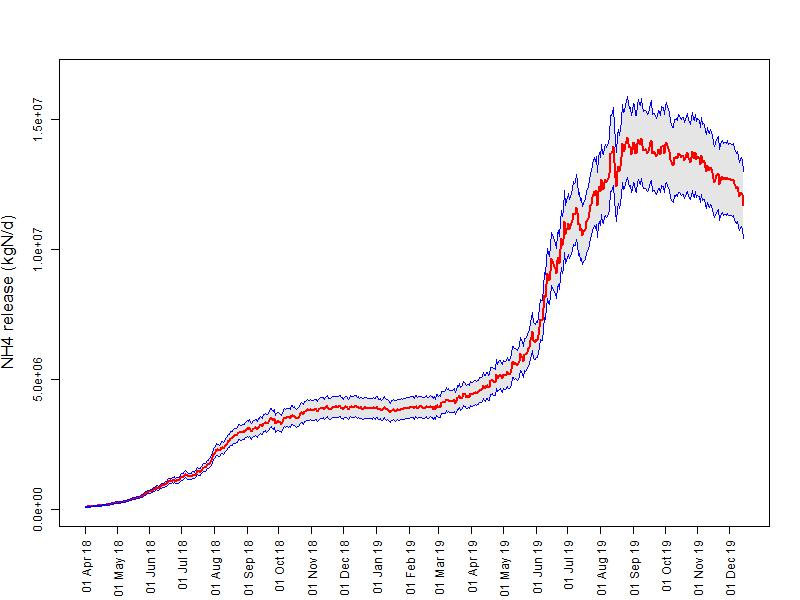 NH4 release (kgN/d)
1.5e+07
1.0e+07
5.0e+06
0.0e+00
01 Apr 18
01 May 18
01 Jun 18
01 Jul 18
01 Aug 18
01 Sep 18
01 Oct 18
01 Nov 18
01 Dec 18
01 Jan 19
01 Feb 19
01 Mar 19
01 Apr 19
01 May 19
01 Jun 19
01 Jul 19
01 Aug 19
01 Sep 19
01 Oct 19
01 Nov 19
01 Dec 19